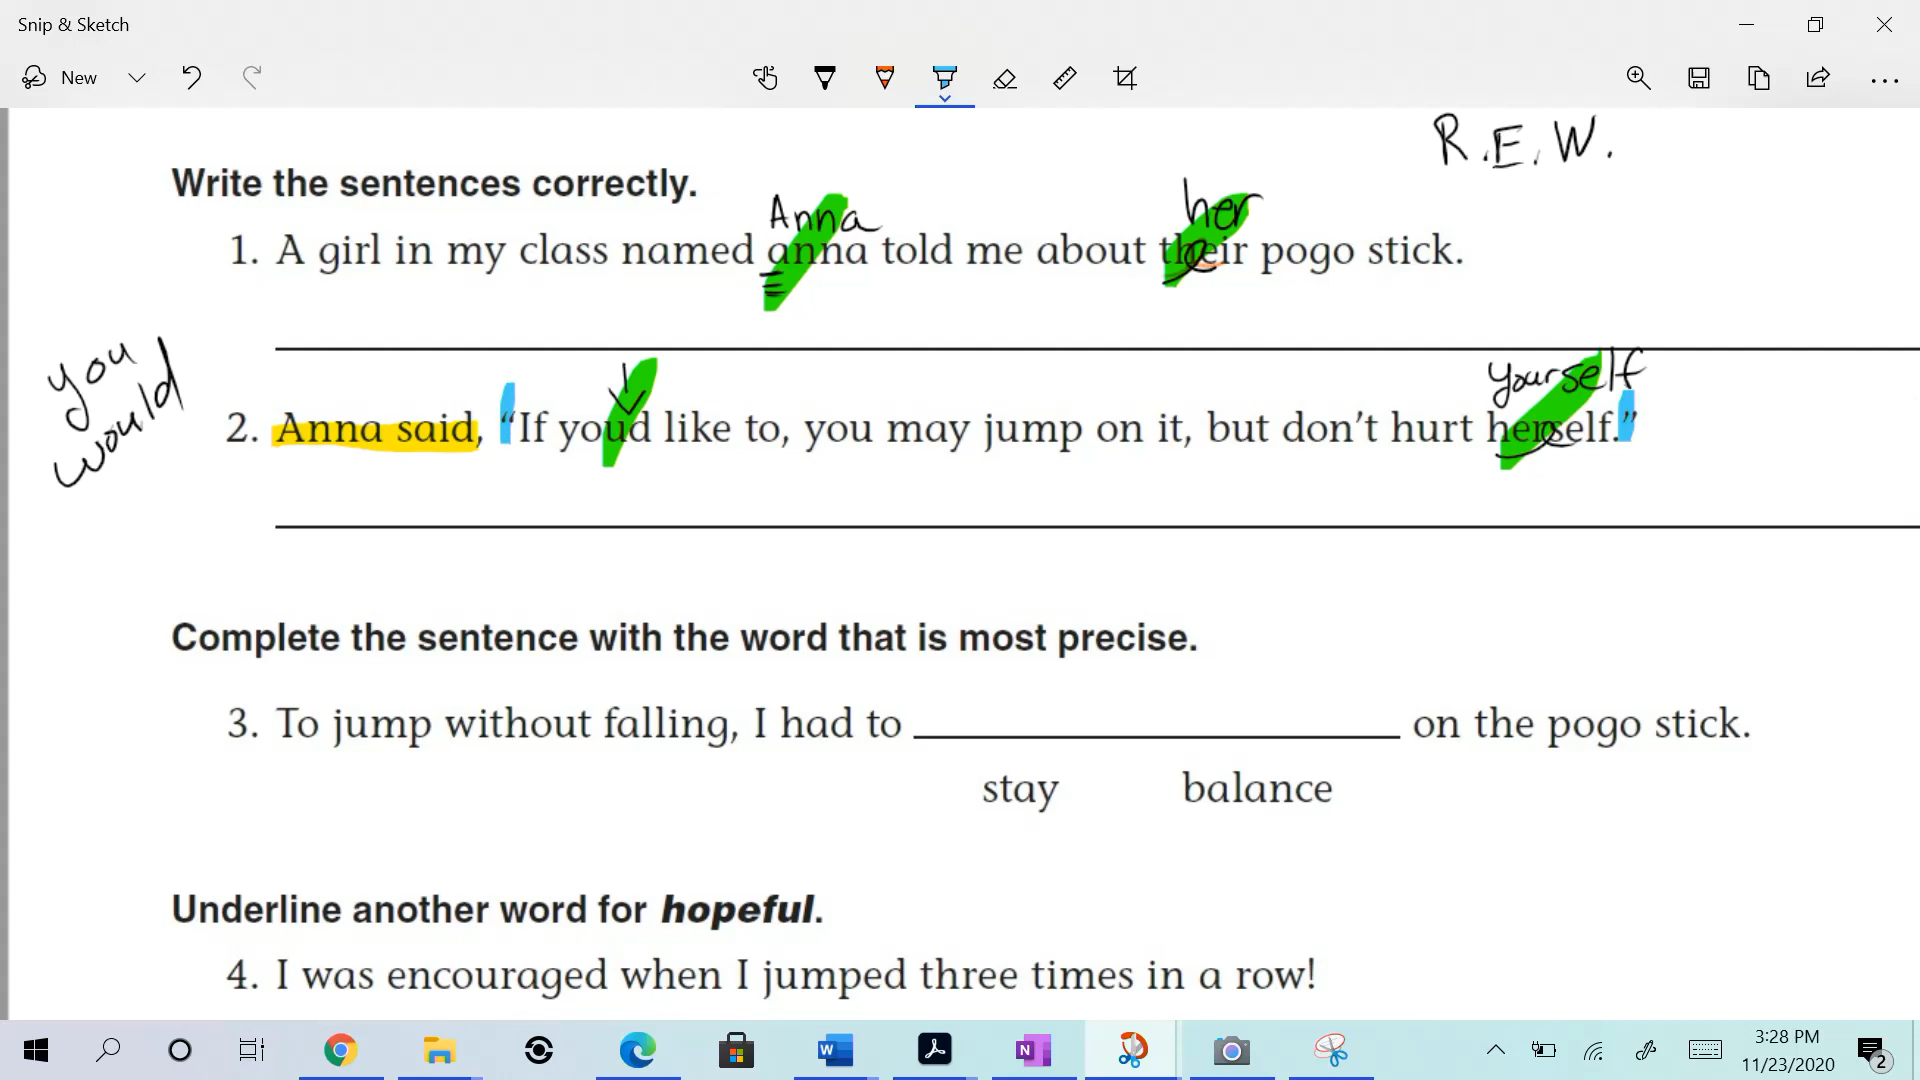 Snip & Sketch
New
R.E.W.
Write the sentences correctly.
Anna her
1. A girl in my class named anna told me about their pogo stick.
you
would
yourself
2. Anna said, “If youd like to, you may jump on it, but don’t hurt herself.”
Complete the sentence with the word that is most precise.
3. To jump without falling, I had to ____________ on the pogo stick.
stay balance
Underline another word for hopeful.
4. I was encouraged when I jumped three times in a row!
3:28 PM
11/23/2020
2